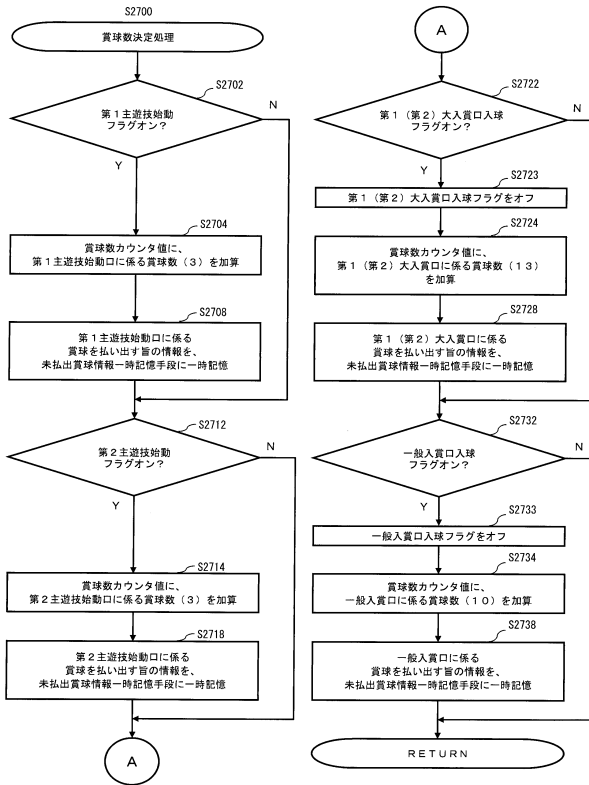 S2700
賞球数決定処理
S2702
第1主遊技始動
フラグオン?
N
Y
S2704
賞球数カウンタ値に、
第1主遊技始動口に係る賞球数(3)を加算
S2708
第1主遊技始動口に係る
賞球を払い出す旨の情報を、
未払出賞球情報一時記憶手段に一時記憶
S2712
第2主遊技始動
フラグオン?
N
Y
S2714
賞球数カウンタ値に、
第2主遊技始動口に係る賞球数(3)を加算
S2718
第2主遊技始動口に係る
賞球を払い出す旨の情報を、
未払出賞球情報一時記憶手段に一時記憶
A
A
S2722
第1(第2)大入賞口入球
フラグオン?
N
Y
S2723
第1(第2)大入賞口入球フラグをオフ
S2724
賞球数カウンタ値に、
第1(第2)大入賞口に係る賞球数(13)
を加算
S2728
第1(第2)大入賞口に係る
賞球を払い出す旨の情報を、
未払出賞球情報一時記憶手段に一時記憶
S2732
一般入賞口入球
フラグオン?
N
Y
S2733
一般入賞口入球フラグをオフ
S2734
賞球数カウンタ値に、
一般入賞口に係る賞球数(10)を加算
S2738
一般入賞口に係る
賞球を払い出す旨の情報を、
未払出賞球情報一時記憶手段に一時記憶
RETURN